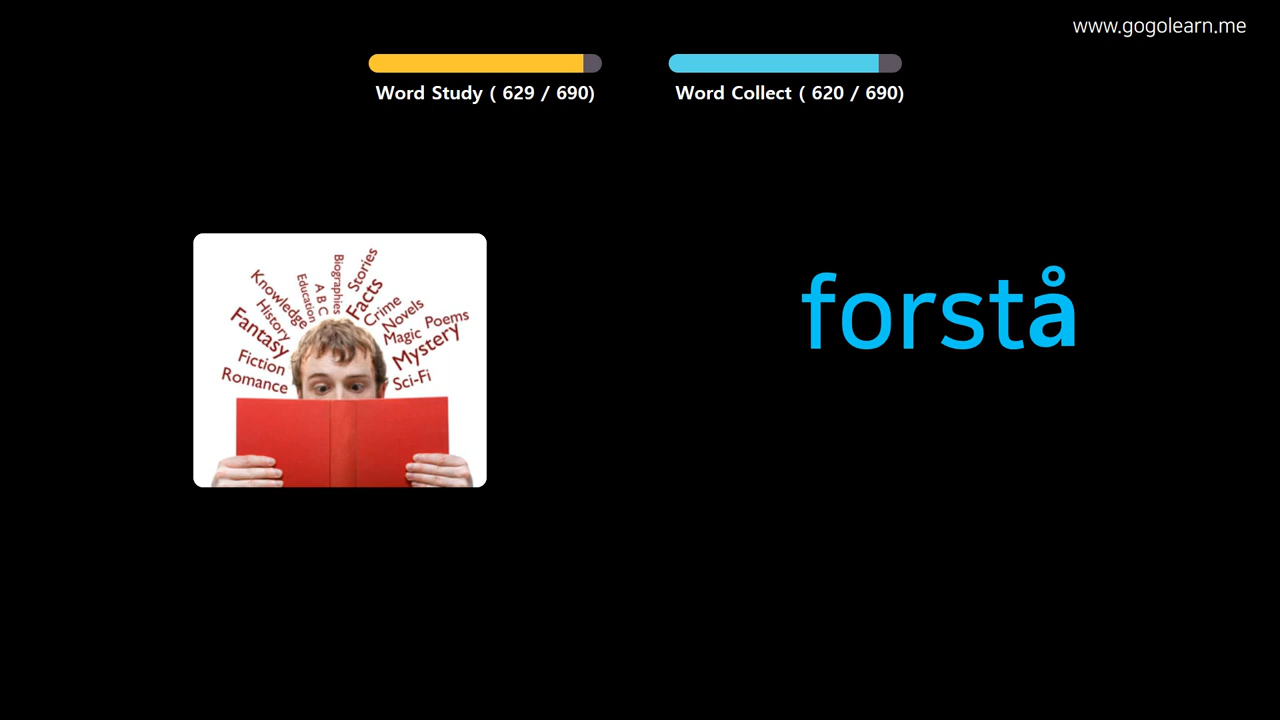 www.gogolearn.me
Word Study ( 629 / 690)
Word Collect ( 620 / 690)
forstå
Knowledge
History
Fantasy
Fiction
Romance
Education
A B C
Biographies
Stories
Facts
Crime
Novels
Magic
Poems
Mystery
Sci-Fi